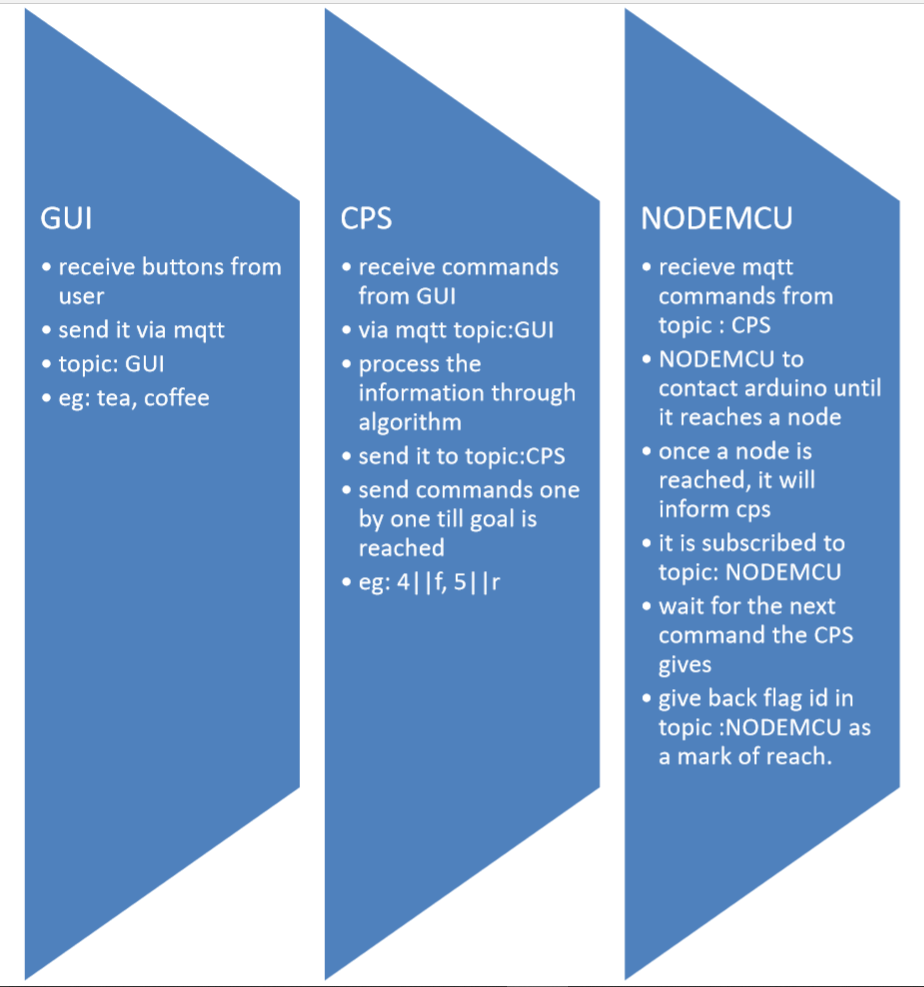 GUI
• receive buttons from
user
• send it via mqtt
• topic: GUI
• eg: tea, coffee
CPS
• receive commands
from GUI
• via mqtt topic:GUI
• process the
information through
algorithm
• send it to topic:CPS
• send commands one
by one till goal is
reached
• eg: 4||f, 5||r
NODEMCU
• recieve mqtt
commands from
topic : CPS
• NODEMCU to
contact arduino until
it reaches a node
• once a node is
reached, it will
inform cps
• it is subscribed to
topic: NODEMCU
• wait for the next
command the CPS
gives
• give back flag id in
topic :NODEMCU as
a mark of reach.